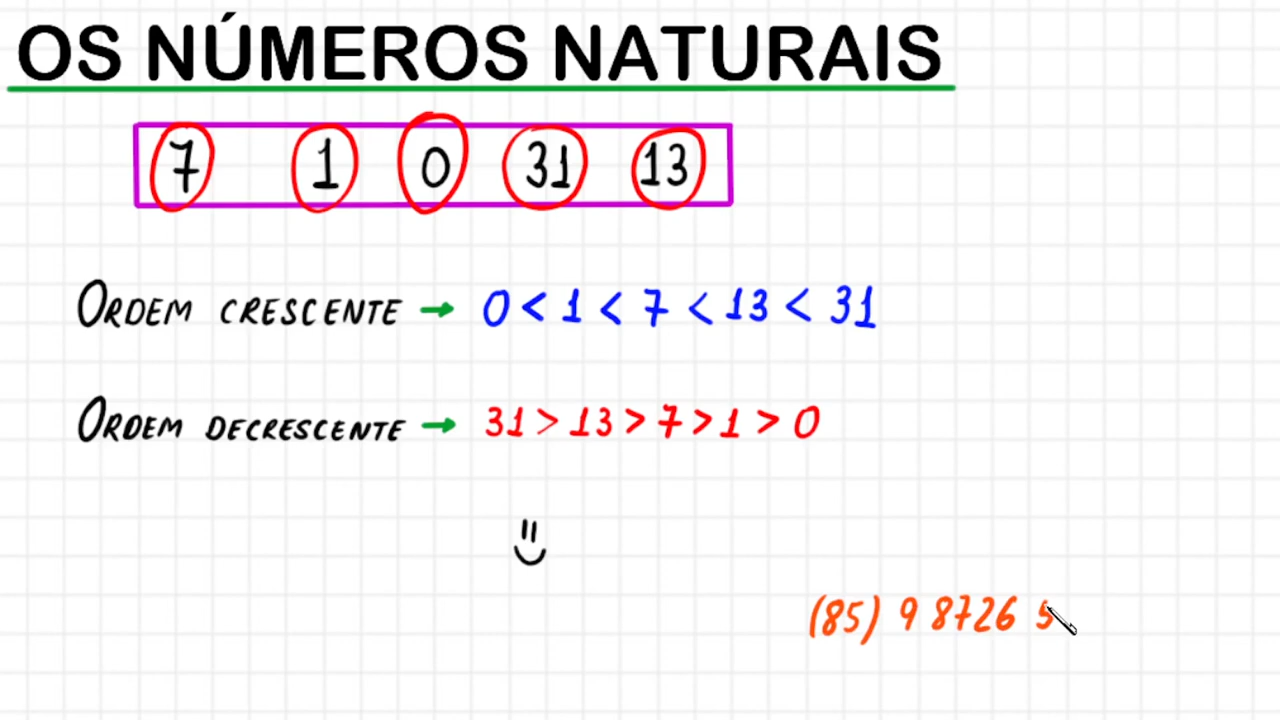 OS NÚMEROS NATURAIS
7 1 0 31 13
ORDEM CRESCENTE → 0 < 1 < 7 < 13 < 31
ORDEM DECRESCENTE → 31 > 13 > 7 > 1 > 0
(85) 9 8726 5